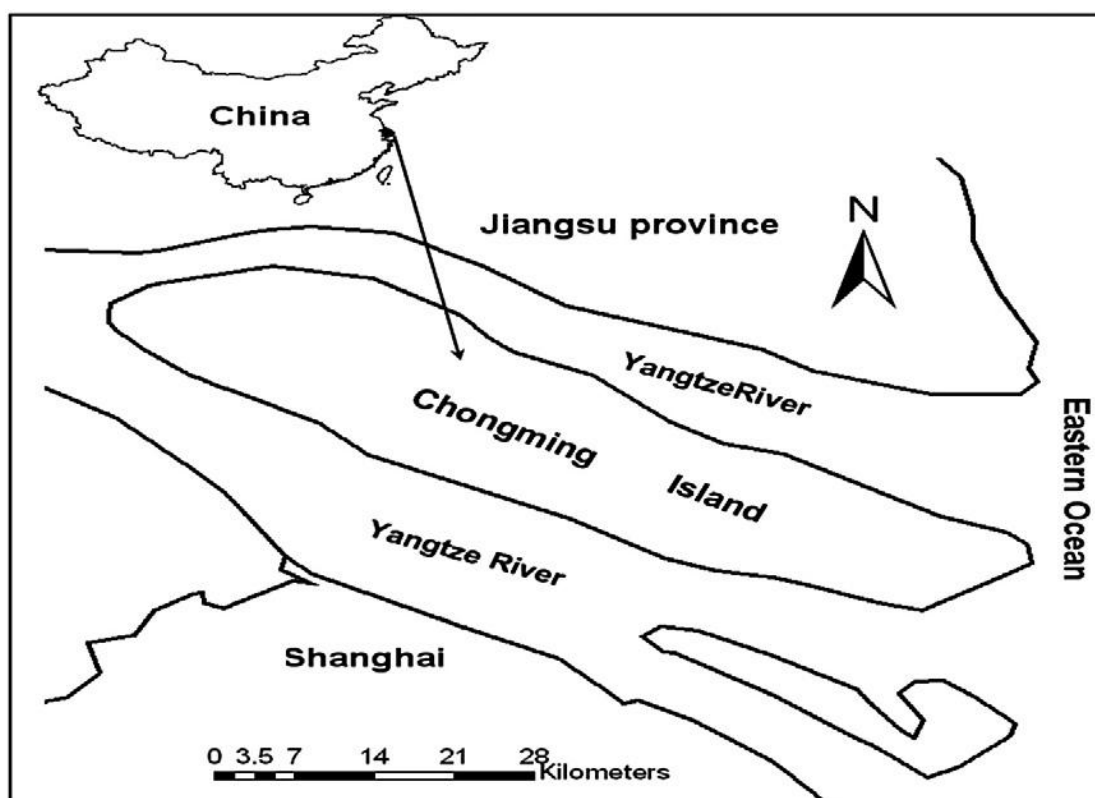 China
Jiangsu province
N
YangtzeRiver
Chongming Island
Eastern Ocean
Yangtze River
Shanghai
0 3.5 7 14 21 28
Kilometers